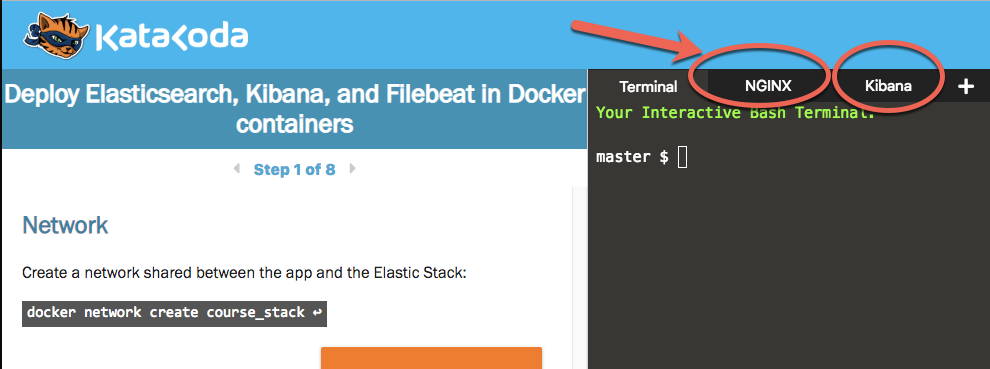 KataKoda
Deploy Elasticsearch, Kibana, and Filebeat in Docker
containers
Step 1 of 8
Network
Create a network shared between the app and the Elastic Stack:
docker network create course_stack ↩
Terminal
NGINX
Kibana
+
Your Interactive Bash Terminal.
master $